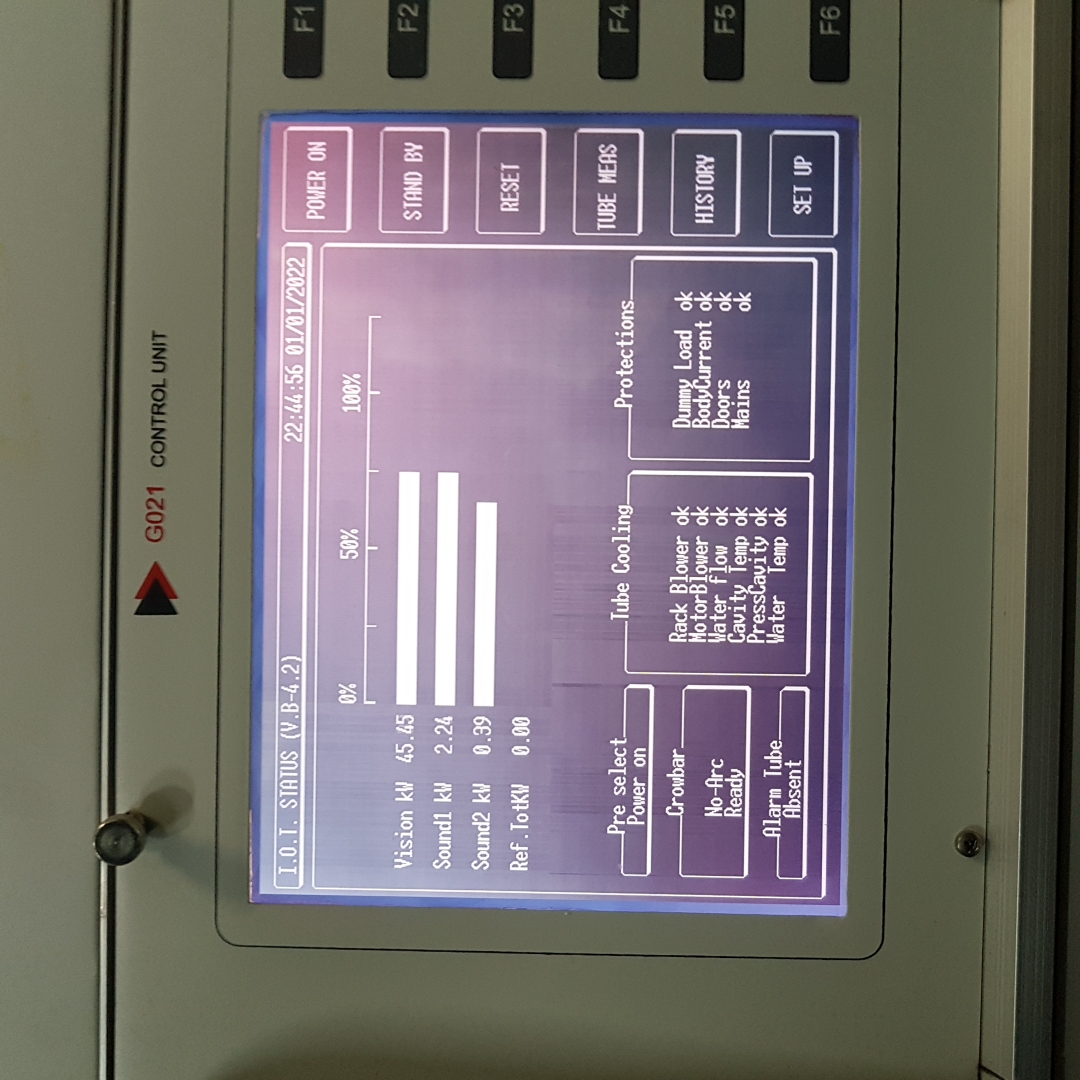 G021 CONTROL UNIT
I.O.T. STATUS (V.B-4.2) 22:44:56 01/01/2022
0% 50% 100%
Vision kW 45.45
Sound1 kW 2.24
Sound2 kW 0.39
Ref.TotKW 0.00
Pre select
Power on
Crowbar
No-Arc
Ready
Alarm Tube
Absent
Tube Cooling
Rack Blower ok
MotorBlower ok
Water flow ok
Cavity Temp ok
PressCavity ok
Water Temp ok
Protections
Dummy Load ok
BodyCurrent ok
Doors ok
Mains ok
POWER ON
STAND BY
RESET
TUBE MEAS
HISTORY
SET UP
F1
F2
F3
F4
F5
F6